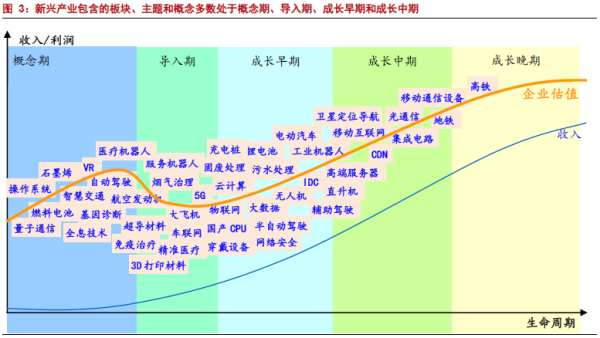 图 3：新兴产业包含的板块、主题和概念多数处于概念期、导入期、成长早期和成长中期
收入/利润
概念期
导入期
成长早期
成长中期
成长晚期
高铁
企业估值
移动通信设备
卫星定位导航
光通信
地铁
收入
电动汽车
移动互联网
集成电路
医疗机器人
充电桩
锂电池
工业机器人
CDN
石墨烯
VR
服务机器人
固废处理
污水处理
高端服务器
操作系统
自动驾驶
烟气治理
云计算
IDC
直升机
智慧交通
航空发动机
5G
无人机
燃料电池
基因诊断
大飞机
物联网
大数据
辅助驾驶
量子通信
全息技术
超导材料
车联网
国产CPU
半自动驾驶
免疫治疗
精准医疗
穿戴设备
网络安全
3D打印材料
生命周期